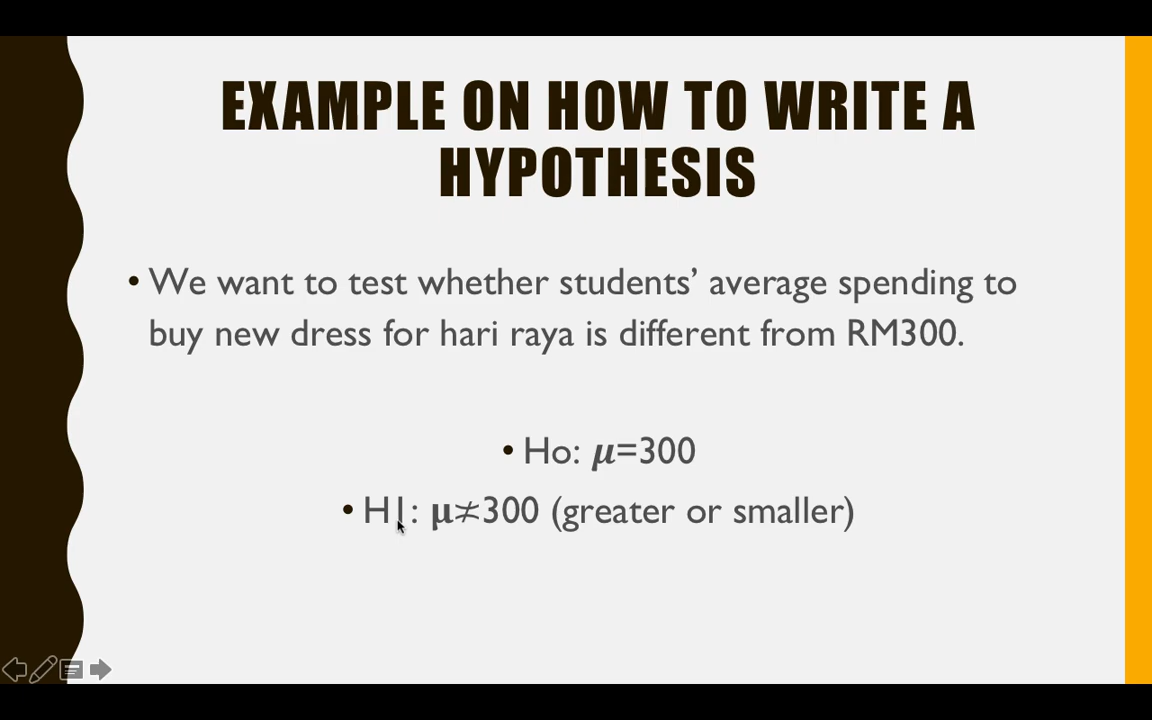 EXAMPLE ON HOW TO WRITE A
HYPOTHESIS
• We want to test whether students’ average spending to
buy new dress for hari raya is different from RM300.
• Ho: 𝝁=300
• H1: 𝛍≠300 (greater or smaller)